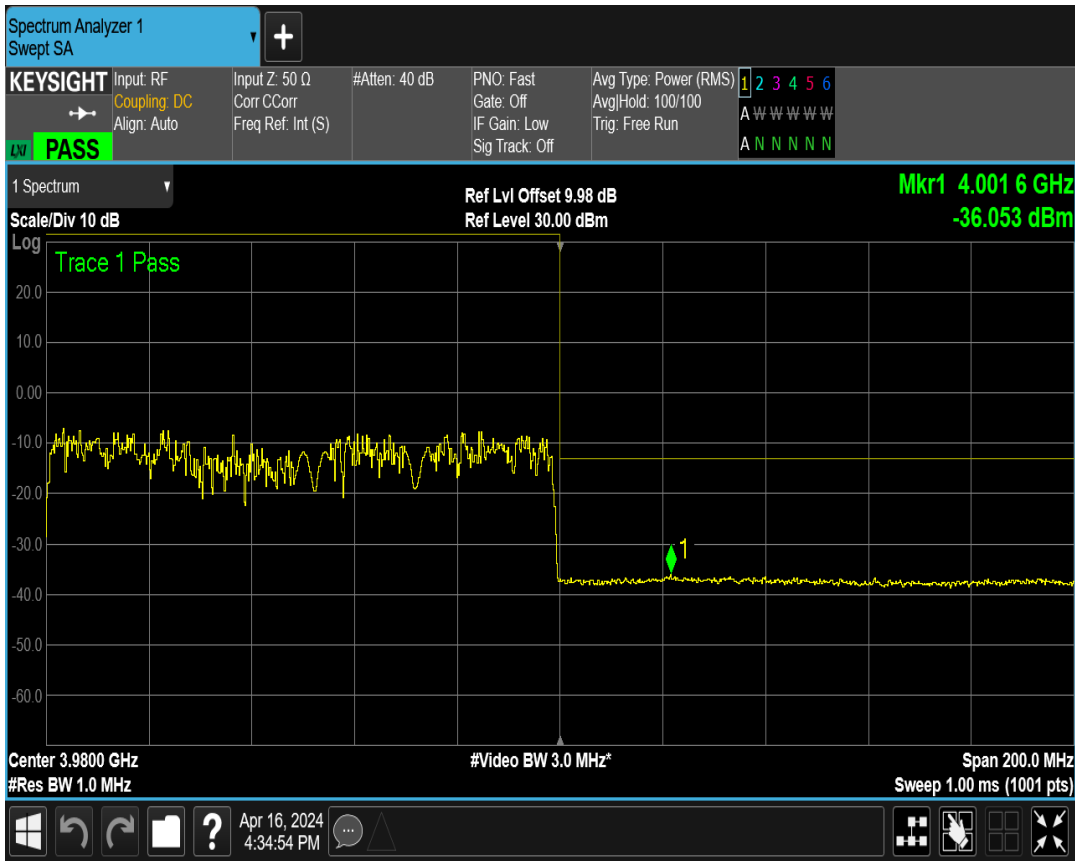 Spectrum Analyzer 1
Swept SA
+
KEYSIGHT
LXI PASS
Input: RF
Coupling: DC
Align: Auto
Input Z: 50 Ω
Corr CCorr
Freq Ref: Int (S)
#Atten: 40 dB
PNO: Fast
Gate: Off
IF Gain: Low
Sig Track: Off
Avg Type: Power (RMS)
Avg|Hold: 100/100
Trig: Free Run
1 2 3 4 5 6
A W W W W W
A N N N N N
1 Spectrum
Scale/Div 10 dB
Ref Lvl Offset 9.98 dB
Ref Level 30.00 dBm
Mkr1 4.001 6 GHz
-36.053 dBm
Log
Trace 1 Pass
20.0
10.0
0.00
-10.0
-20.0
-30.0
1
-40.0
-50.0
-60.0
Center 3.9800 GHz
#Video BW 3.0 MHz*
Span 200.0 MHz
#Res BW 1.0 MHz
Sweep 1.00 ms (1001 pts)
?
Apr 16, 2024
4:34:54 PM